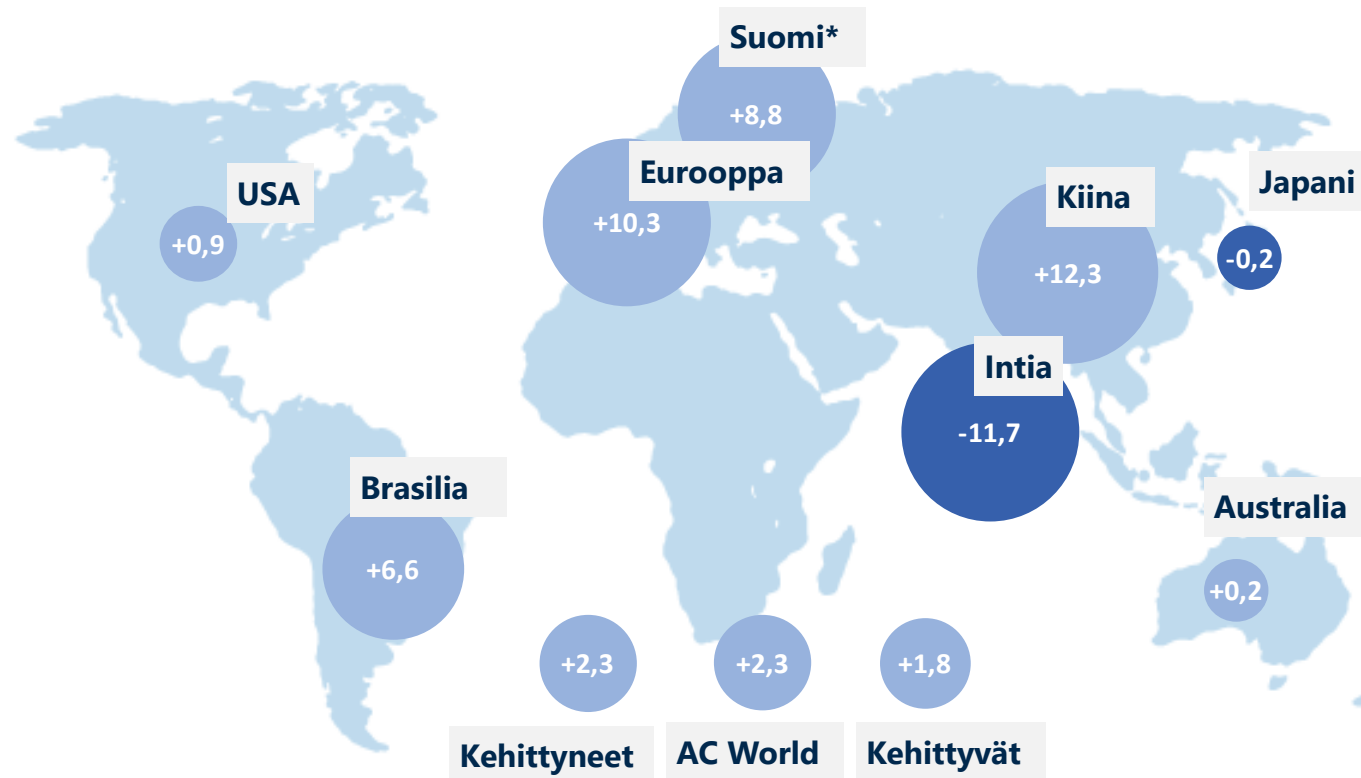 Suomi*
+8,8
Eurooppa
+10,3
USA
+0,9
Kiina
+12,3
Japani
-0,2
Intia
-11,7
Brasilia
+6,6
Australia
+0,2
+2,3
+2,3
+1,8
Kehittyneet
AC World
Kehittyvät